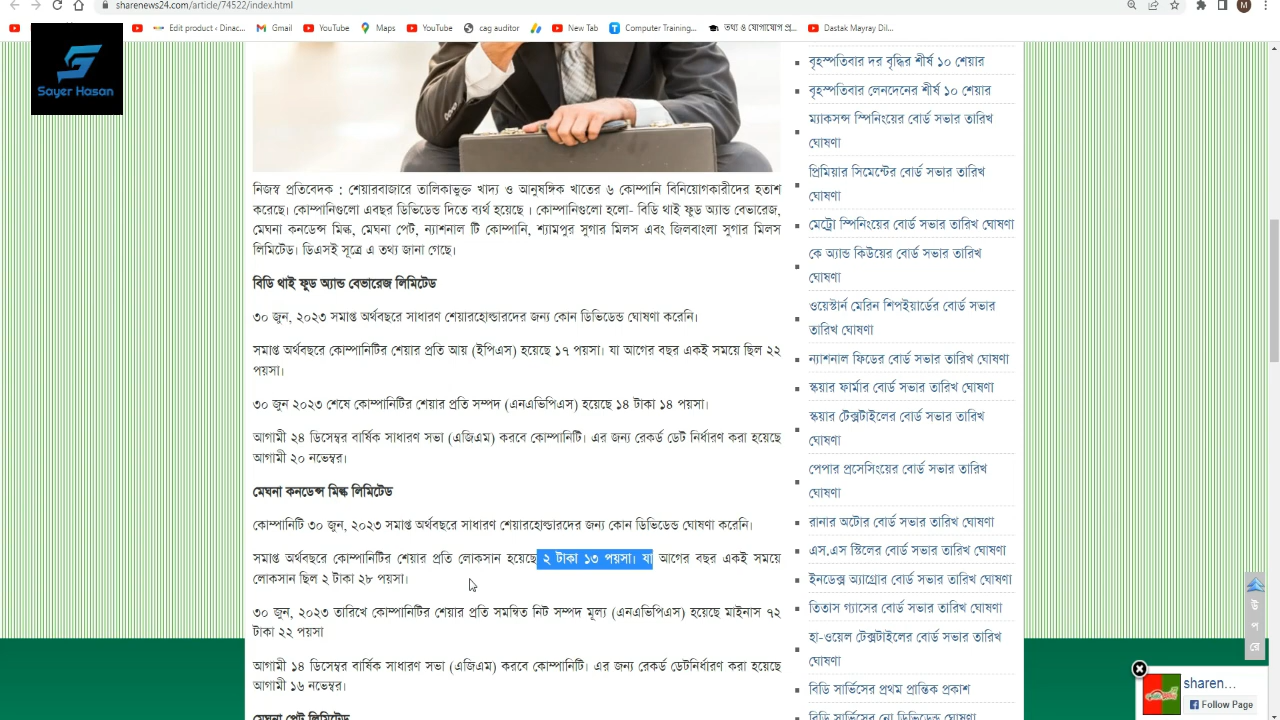 sharenews24.com/article/74522/index.html
Edit product ‹ Dinac...
Gmail
YouTube
Maps
YouTube
cag auditor
New Tab
Computer Training...
তথ্য ও যোগাযোগ প্র...
Dastak Mayray Dil...
Sayer Hasan
নিজস্ব প্রতিবেদক : শেয়ারবাজারে তালিকাভুক্ত খাদ্য ও আনুষঙ্গিক খাতের ৬ কোম্পানি বিনিয়োগকারীদের হতাশ
করেছে। কোম্পানিগুলো এবছর ডিভিডেন্ড দিতে ব্যর্থ হয়েছে । কোম্পানিগুলো হলো- বিডি থাই ফুড অ্যান্ড বেভারেজ,
মেঘনা কনডেন্স মিল্ক, মেঘনা পেট, ন্যাশনাল টি কোম্পানি, শ্যামপুর সুগার মিলস এবং জিলবাংলা সুগার মিলস
লিমিটেড। ডিএসই সূত্রে এ তথ্য জানা গেছে।
বিডি থাই ফুড অ্যান্ড বেভারেজ লিমিটেড
৩০ জুন, ২০২৩ সমাপ্ত অর্থবছরে সাধারণ শেয়ারহোল্ডারদের জন্য কোন ডিভিডেন্ড ঘোষণা করেনি।
সমাপ্ত অর্থবছরে কোম্পানিটির শেয়ার প্রতি আয় (ইপিএস) হয়েছে ১৭ পয়সা। যা আগের বছর একই সময়ে ছিল ২২
পয়সা।
৩০ জুন ২০২৩ শেষে কোম্পানিটির শেয়ার প্রতি সম্পদ (এনএভিপিএস) হয়েছে ১৪ টাকা ১৪ পয়সা।
আগামী ২৪ ডিসেম্বর বার্ষিক সাধারণ সভা (এজিএম) করবে কোম্পানিটি। এর জন্য রেকর্ড ডেট নির্ধারণ করা হয়েছে
আগামী ২০ নভেম্বর।
মেঘনা কনডেন্স মিল্ক লিমিটেড
কোম্পানিটি ৩০ জুন, ২০২৩ সমাপ্ত অর্থবছরে সাধারণ শেয়ারহোল্ডারদের জন্য কোন ডিভিডেন্ড ঘোষণা করেনি।
সমাপ্ত অর্থবছরে কোম্পানিটির শেয়ার প্রতি লোকসান হয়েছে ২ টাকা ১৩ পয়সা। যা আগের বছর একই সময়ে
লোকসান ছিল ২ টাকা ২৮ পয়সা।
৩০ জুন, ২০২৩ তারিখে কোম্পানিটির শেয়ার প্রতি সমন্বিত নিট সম্পদ মূল্য (এনএভিপিএস) হয়েছে মাইনাস ৭২
টাকা ২২ পয়সা
আগামী ১৪ ডিসেম্বর বার্ষিক সাধারণ সভা (এজিএম) করবে কোম্পানিটি। এর জন্য রেকর্ড ডেটনির্ধারণ করা হয়েছে
আগামী ১৬ নভেম্বর।
মেঘনা পেট লিমিটেড
বৃহস্পতিবার দর বৃদ্ধির শীর্ষ ১০ শেয়ার
বৃহস্পতিবার লেনদেনের শীর্ষ ১০ শেয়ার
ম্যাকসন্স স্পিনিংয়ের বোর্ড সভার তারিখ
ঘোষণা
প্রিমিয়ার সিমেন্টের বোর্ড সভার তারিখ
ঘোষণা
মেট্রো স্পিনিংয়ের বোর্ড সভার তারিখ ঘোষণা
কে অ্যান্ড কিউয়ের বোর্ড সভার তারিখ
ঘোষণা
ওয়েস্টার্ন মেরিন শিপইয়ার্ডের বোর্ড সভার
তারিখ ঘোষণা
ন্যাশনাল ফিডের বোর্ড সভার তারিখ ঘোষণা
স্কয়ার ফার্মার বোর্ড সভার তারিখ ঘোষণা
স্কয়ার টেক্সটাইলের বোর্ড সভার তারিখ
ঘোষণা
পেপার প্রসেসিংয়ের বোর্ড সভার তারিখ
ঘোষণা
রানার অটোর বোর্ড সভার তারিখ ঘোষণা
এস.এস স্টিলের বোর্ড সভার তারিখ ঘোষণা
ইনডেক্স অ্যাগ্রোর বোর্ড সভার তারিখ ঘোষণা
তিতাস গ্যাসের বোর্ড সভার তারিখ ঘোষণা
হা-ওয়েল টেক্সটাইলের বোর্ড সভার তারিখ
ঘোষণা
বিডি সার্ভিসের প্রথম প্রান্তিক প্রকাশ
বিডি সার্ভিসের নো ডিভিডেন্ড ঘোষণা
উ
প
রে
sharen...
Follow Page